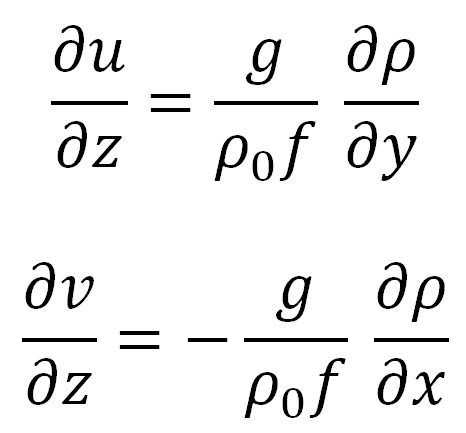 ∂u/∂z = g/(ρ₀f) ∂ρ/∂y
∂v/∂z = − g/(ρ₀f) ∂ρ/∂x